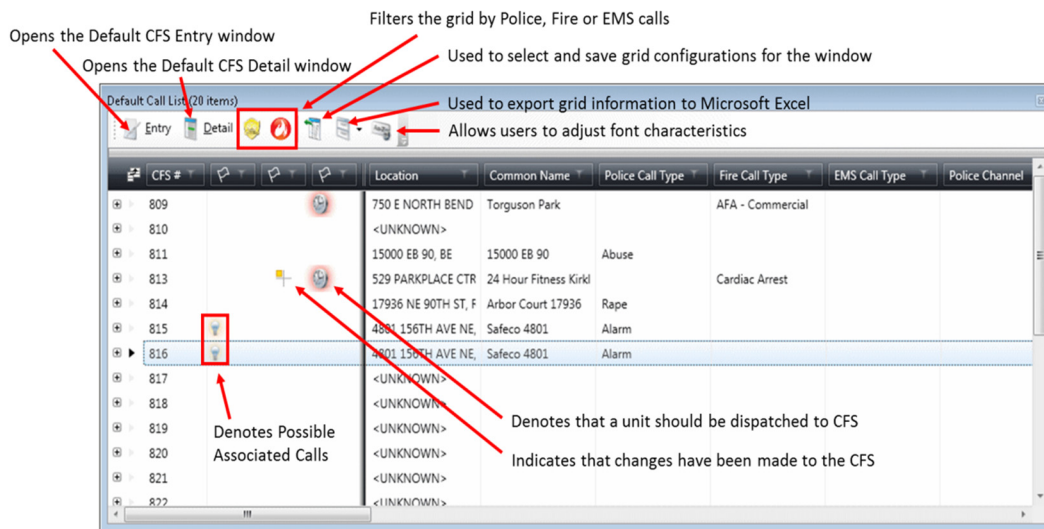 Filters the grid by Police, Fire or EMS calls
Opens the Default CFS Entry window
Used to select and save grid configurations for the window
Opens the Default CFS Detail window
Default Call List (20 items)
Used to export grid information to Microsoft Excel
Entry Detail
Allows users to adjust font characteristics
CFS # Location Common Name Police Call Type Fire Call Type EMS Call Type Police Channel
809 750 E NORTH BEND Torguson Park AFA - Commercial
810 <UNKNOWN>
811 15000 EB 90, BE 15000 EB 90 Abuse
813 529 PARKPLACE CTR 24 Hour Fitness Kirkl Cardiac Arrest
814 17936 NE 90TH ST, F Arbor Court 17936 Rape
815 4801 156TH AVE NE, Safeco 4801 Alarm
816 4801 156TH AVE NE, Safeco 4801 Alarm
817 <UNKNOWN>
818 <UNKNOWN>
819 <UNKNOWN>
820 <UNKNOWN>
821 <UNKNOWN>
822 <UNKNOWN>
Denotes Possible
Associated Calls
Denotes that a unit should be dispatched to CFS
Indicates that changes have been made to the CFS